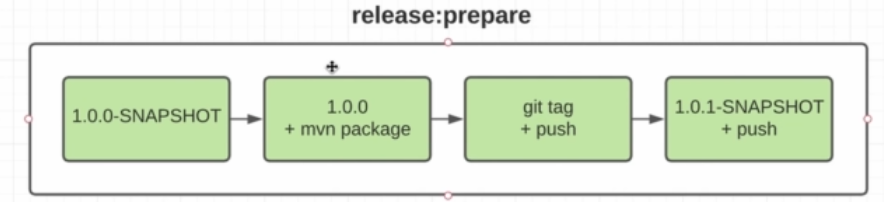 release:prepare
1.0.0-SNAPSHOT
1.0.0
+ mvn package
git tag
+ push
1.0.1-SNAPSHOT
+ push